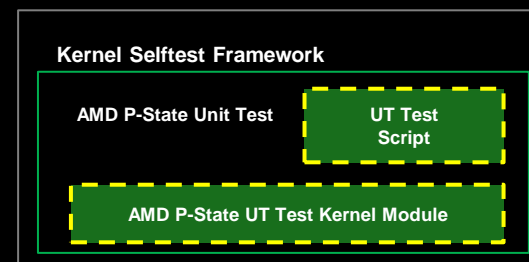 Kernel Selftest Framework
AMD P-State Unit Test
UT Test
Script
AMD P-State UT Test Kernel Module